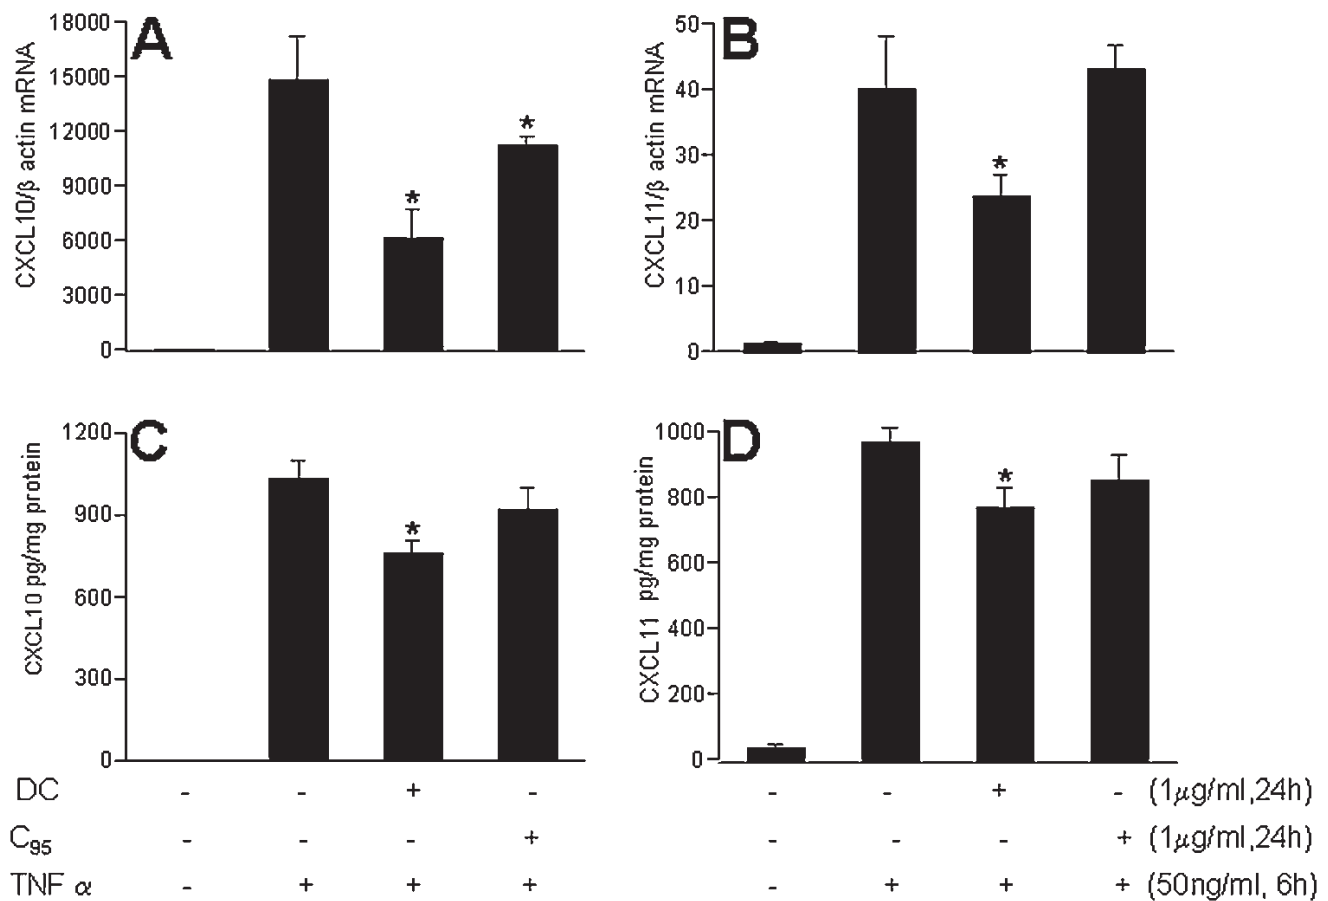 A
CXCL10/β actin mRNA
18000
15000
12000
9000
6000
3000
0
*
*
B
CXCL11/β actin mRNA
50
40
30
20
10
0
*
C
CXCL10 pg/mg protein
1200
900
600
300
0
*
D
CXCL11 pg/mg protein
1000
800
600
400
200
0
*
DC - - + - - - + - (1μg/ml,24h)
C95 - - - + - - - + (1μg/ml,24h)
TNF α - + + + - + + + (50ng/ml, 6h)